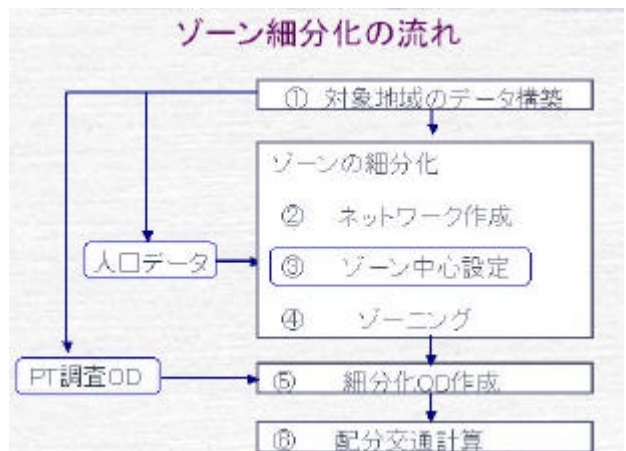 ゾーン細分化の流れ
① 対象地域のデータ構築
ゾーンの細分化
② ネットワーク作成
人口データ
③ ゾーン中心設定
④ ゾーニング
PT調査OD
⑤ 細分化OD作成
⑥ 配分交通計算